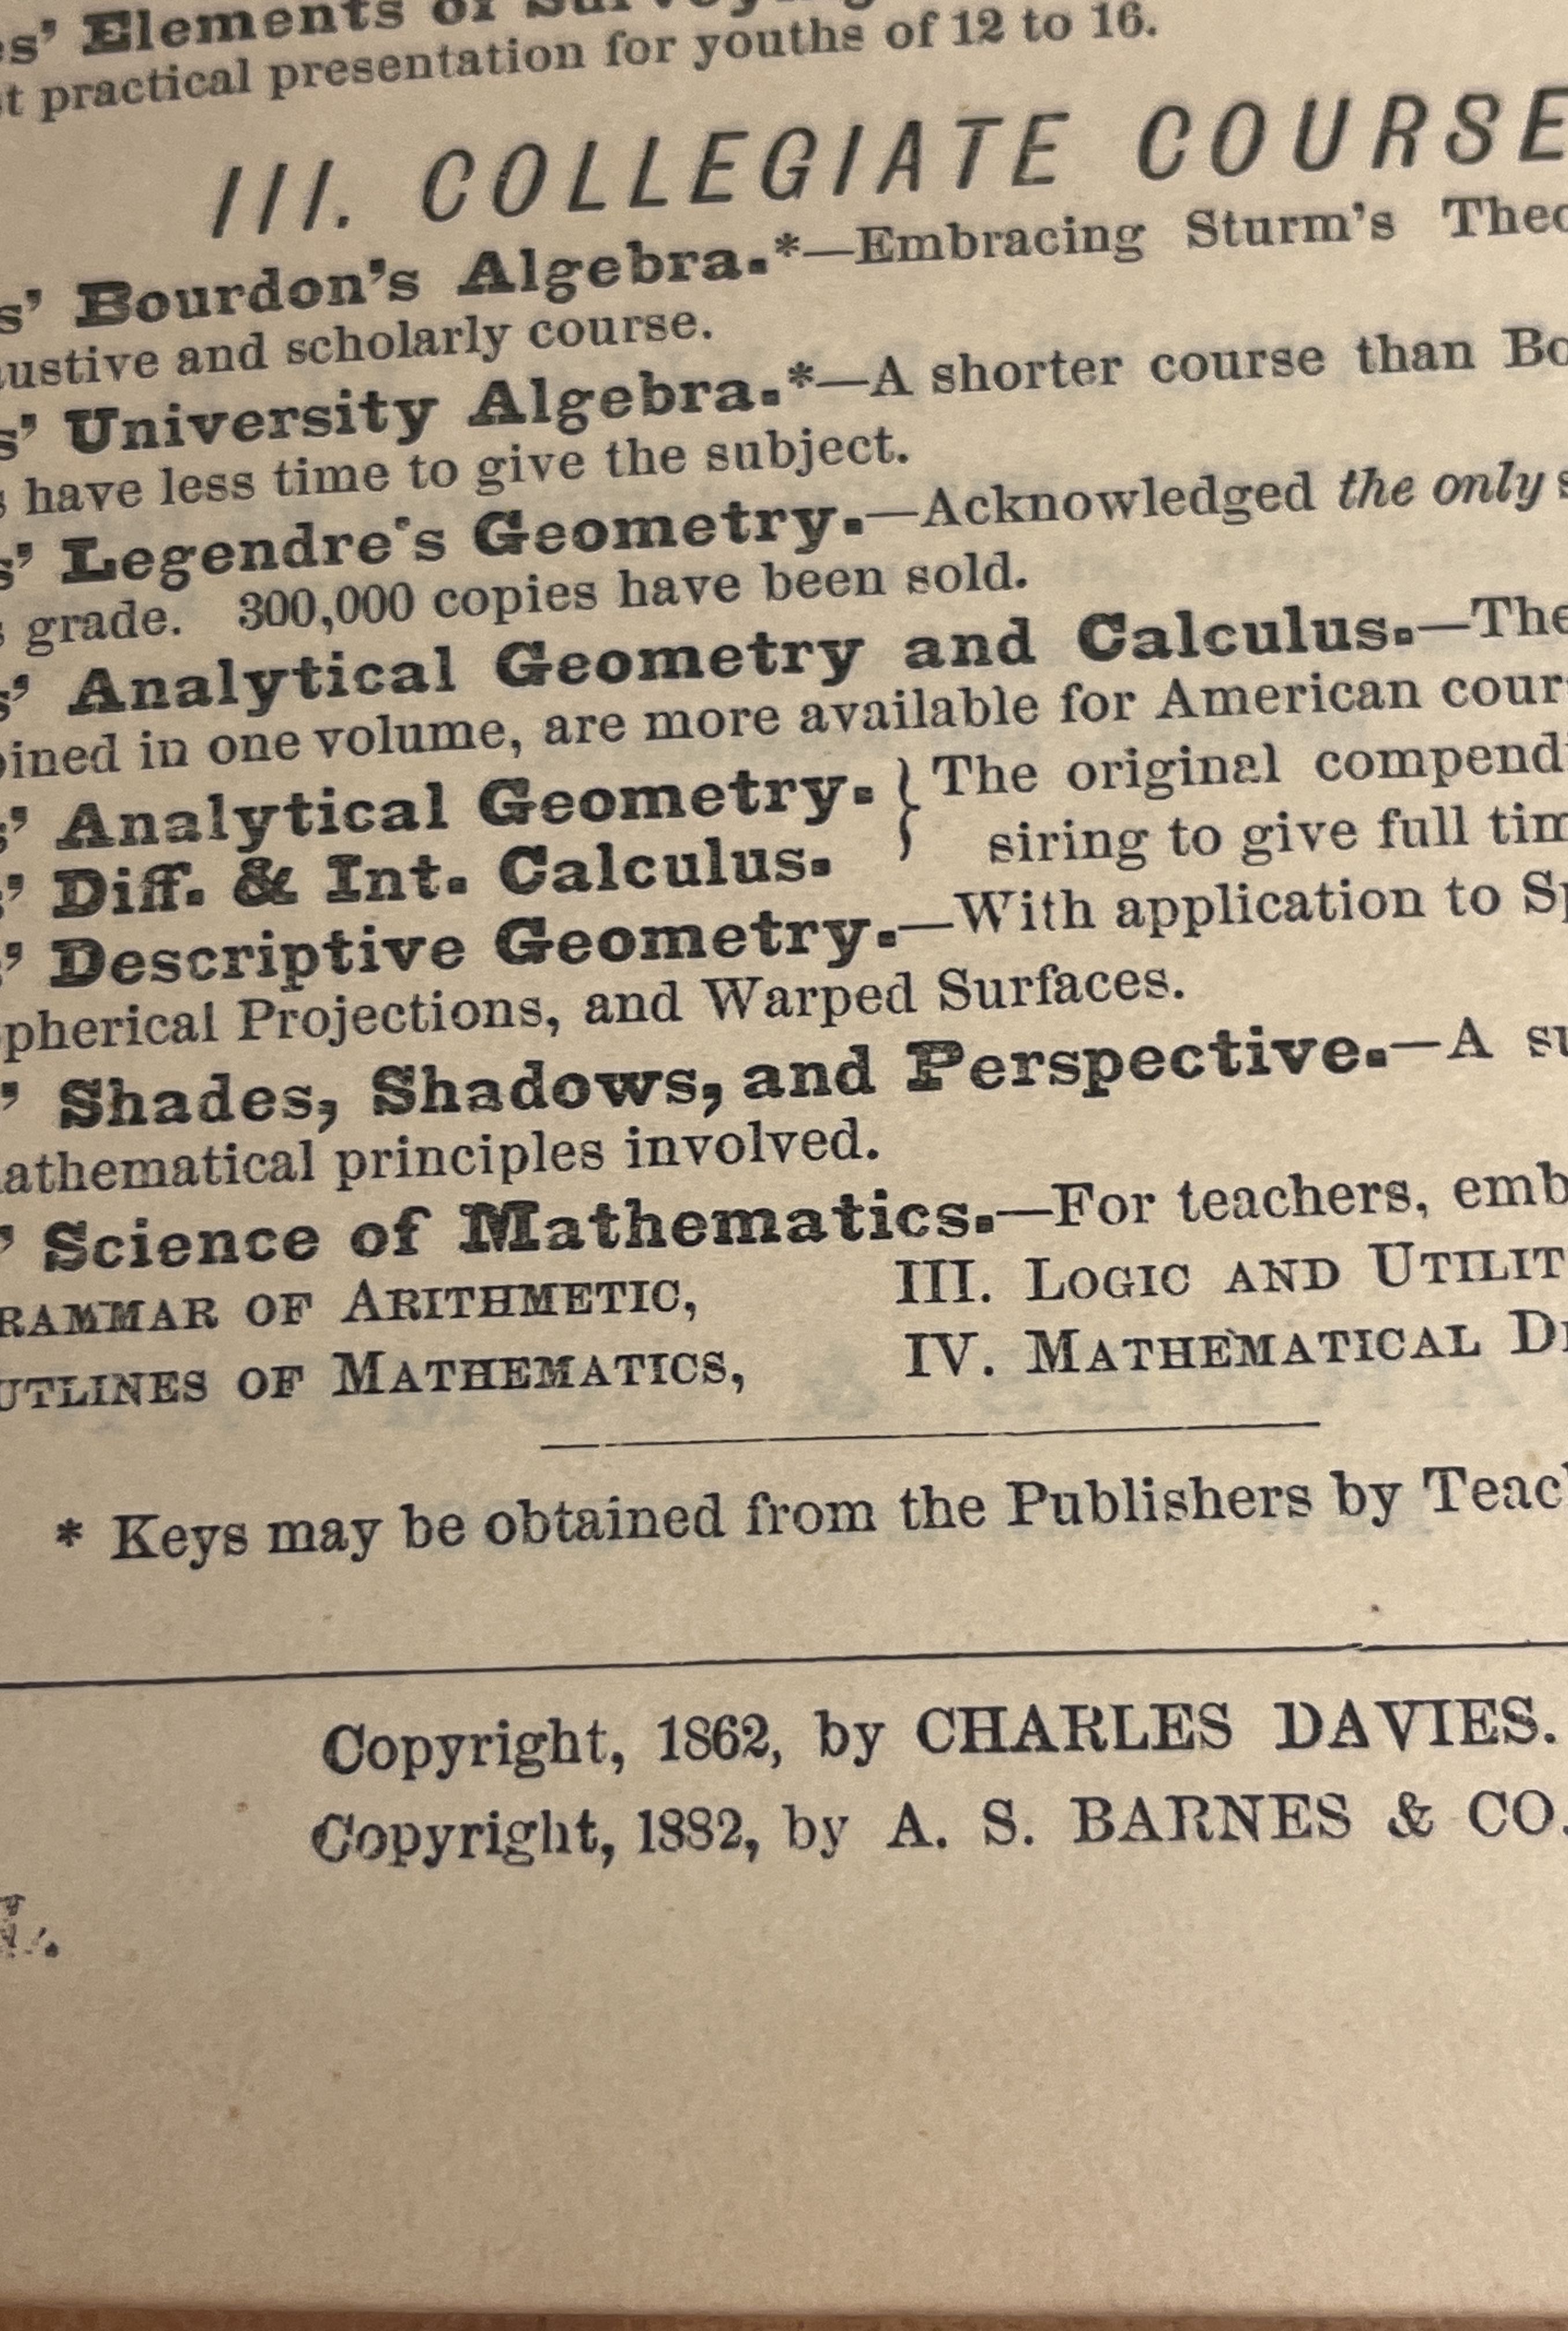 s' Elements of Surveying
practical presentation for youths of 12 to 16.
III. COLLEGIATE COURSE
s' Bourdon's Algebra.*—Embracing Sturm's Theo
ustive and scholarly course.
s' University Algebra.*—A shorter course than Bo
s have less time to give the subject.
s' Legendre's Geometry.—Acknowledged the only s
s grade. 300,000 copies have been sold.
s' Analytical Geometry and Calculus.—The
ined in one volume, are more available for American cour
s' Analytical Geometry. } The original compendi
siring to give full tim
' Diff. & Int. Calculus.
' Descriptive Geometry.—With application to Sp
pherical Projections, and Warped Surfaces.
' Shades, Shadows, and Perspective.—A su
athematical principles involved.
' Science of Mathematics.—For teachers, emb
RAMMAR OF ARITHMETIC, III. LOGIC AND UTILIT
UTLINES OF MATHEMATICS, IV. MATHEMATICAL DI
* Keys may be obtained from the Publishers by Teach
Copyright, 1862, by CHARLES DAVIES.
Copyright, 1882, by A. S. BARNES & CO.